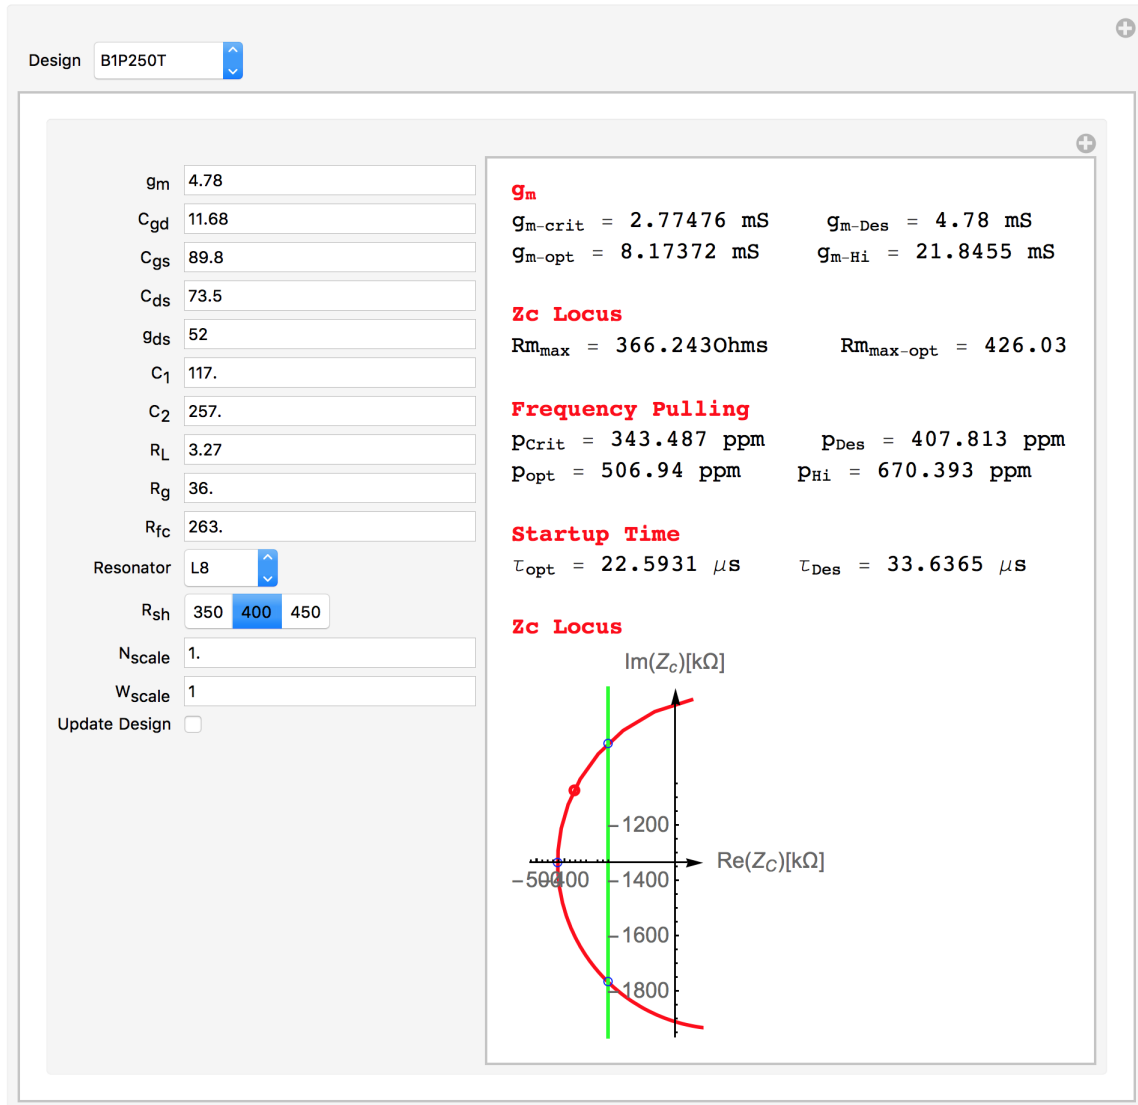 Design B1P250T
gm 4.78
Cgd 11.68
Cgs 89.8
Cds 73.5
gds 52
C1 117.
C2 257.
RL 3.27
Rg 36.
Rfc 263.
Resonator L8
Rsh 350 400 450
Nscale 1.
Wscale 1
Update Design
gm
gm-crit = 2.77476 mS gm-Des = 4.78 mS
gm-opt = 8.17372 mS gm-Hi = 21.8455 mS
Zc Locus
Rmmax = 366.243Ohms Rmmax-opt = 426.03
Frequency Pulling
pCrit = 343.487 ppm pDes = 407.813 ppm
popt = 506.94 ppm pHi = 670.393 ppm
Startup Time
τopt = 22.5931 μs τDes = 33.6365 μs
Zc Locus
Im(Zc)[kΩ]
-1200
Re(ZC)[kΩ]
-500 400 -1400
-1600
-1800